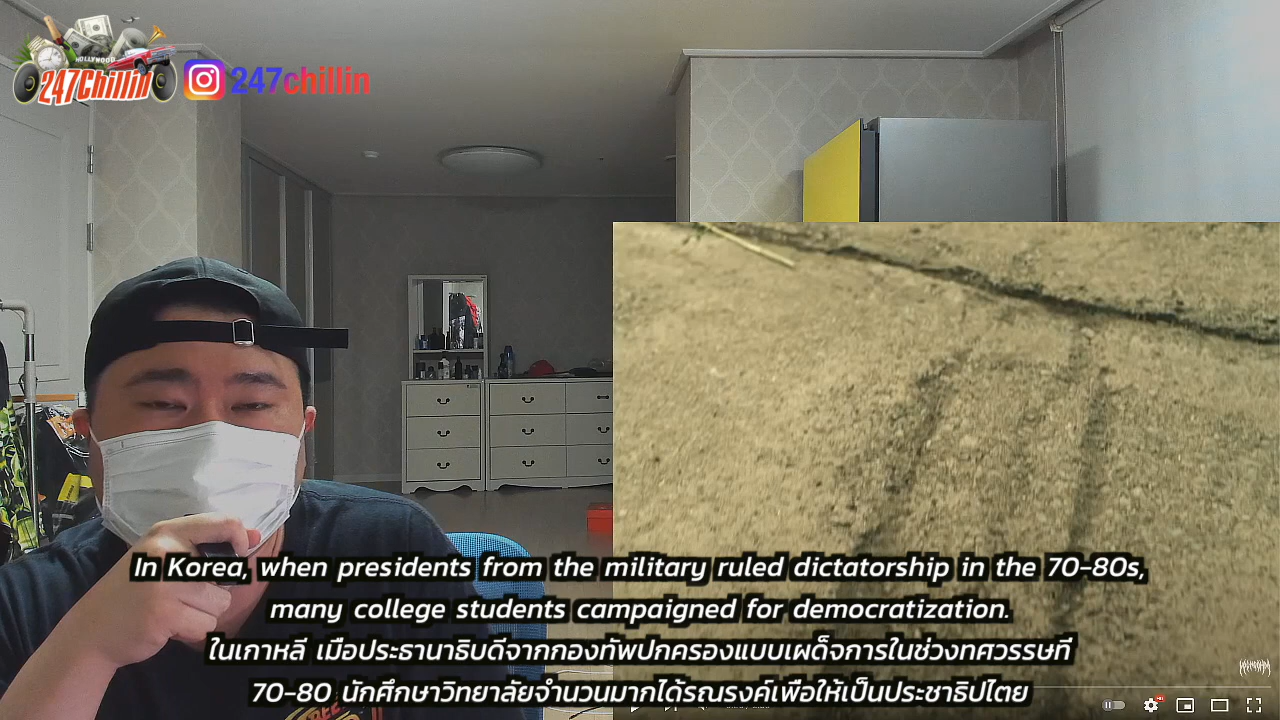 HOLLYWOOD
247Chillin
247chillin
In Korea, when presidents from the military ruled dictatorship in the 70-80s,
many college students campaigned for democratization.
ในเกาหลี เมื่อประธานาธิบดีจากกองทัพปกครองแบบเผด็จการในช่วงทศวรรษที่
70-80 นักศึกษาวิทยาลัยจำนวนมากได้รณรงค์เพื่อให้เป็นประชาธิปไตย